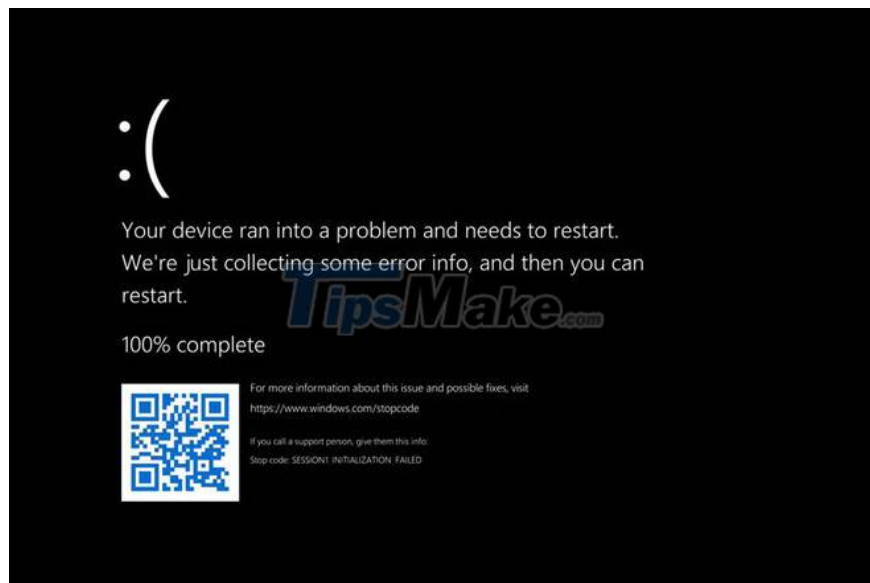 :(
Your device ran into a problem and needs to restart.
We're just collecting some error info, and then you can
restart.
TipsMake.com
100% complete
For more information about this issue and possible fixes, visit
https://www.windows.com/stopcode
If you call a support person, give them this info:
Stop code: SESSION1 INITIALIZATION FAILED